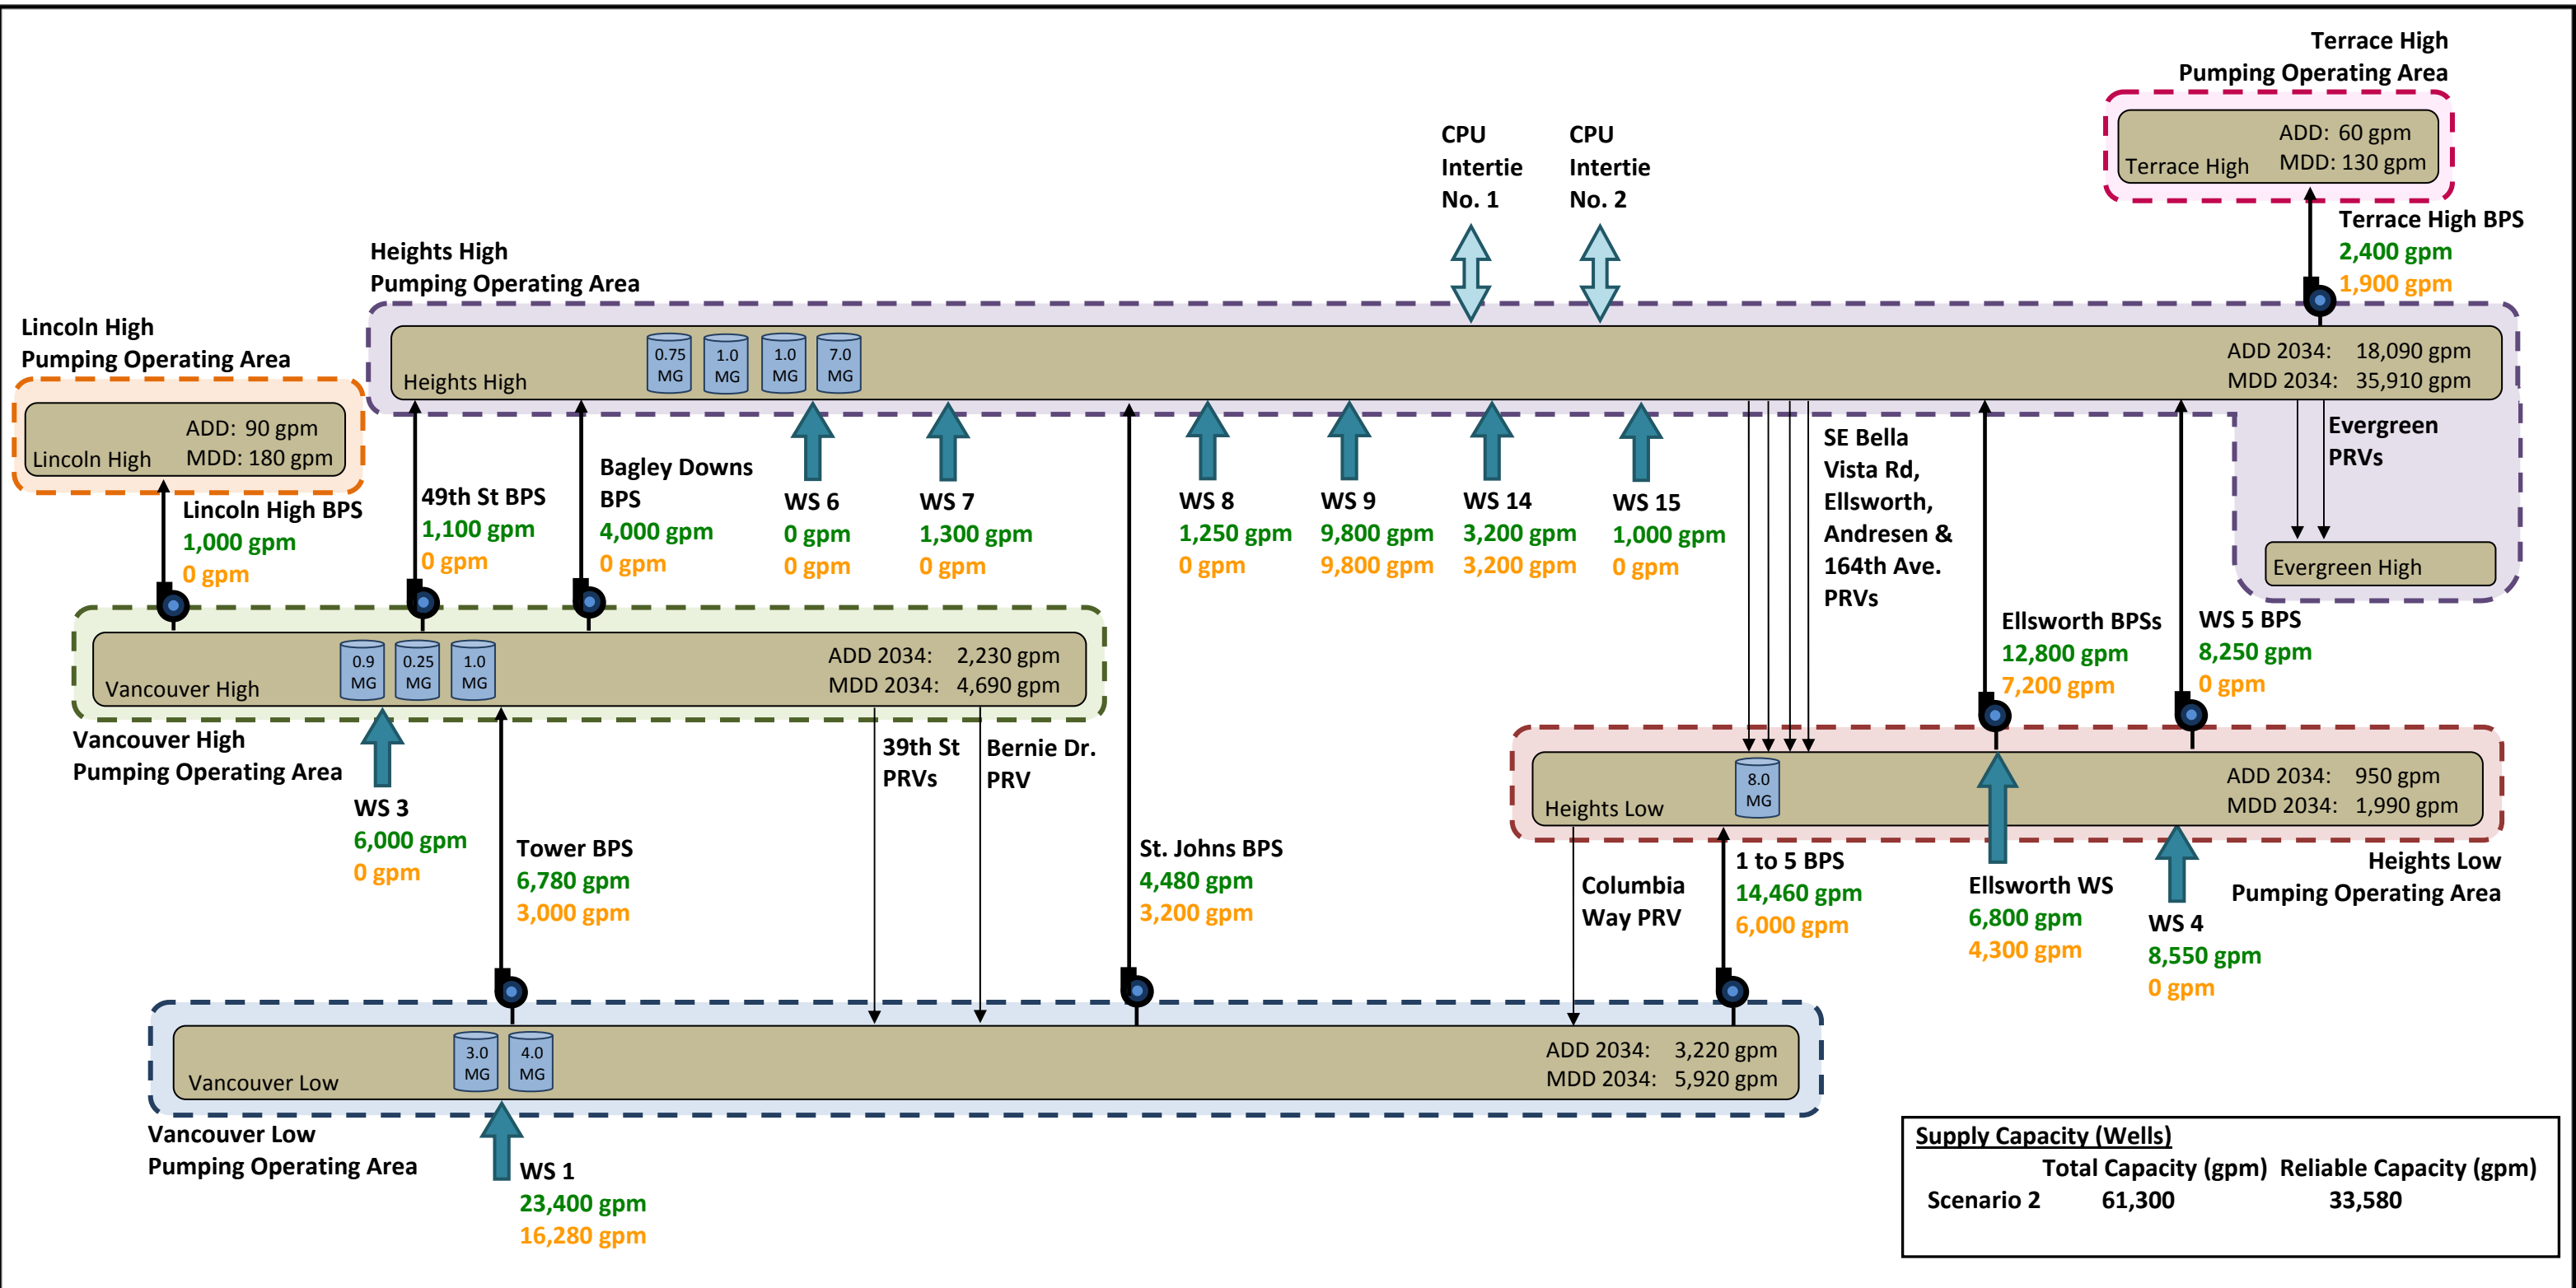 Terrace High
Pumping Operating Area
ADD: 60 gpm
Terrace High MDD: 130 gpm
CPU
Intertie
No. 1
CPU
Intertie
No. 2
Terrace High BPS
2,400 gpm
1,900 gpm
Heights High
Pumping Operating Area
0.75
MG
1.0
MG
1.0
MG
7.0
MG
Heights High
ADD 2034: 18,090 gpm
MDD 2034: 35,910 gpm
Lincoln High
Pumping Operating Area
ADD: 90 gpm
Lincoln High MDD: 180 gpm
Lincoln High BPS
1,000 gpm
0 gpm
49th St BPS
1,100 gpm
0 gpm
Bagley Downs
BPS
4,000 gpm
0 gpm
WS 6
0 gpm
0 gpm
WS 7
1,300 gpm
0 gpm
WS 8
1,250 gpm
0 gpm
WS 9
9,800 gpm
9,800 gpm
WS 14
3,200 gpm
3,200 gpm
WS 15
1,000 gpm
0 gpm
SE Bella
Vista Rd,
Ellsworth,
Andresen &
164th Ave.
PRVs
Evergreen
PRVs
Evergreen High
Ellsworth BPSs
12,800 gpm
7,200 gpm
WS 5 BPS
8,250 gpm
0 gpm
0.9
MG
0.25
MG
1.0
MG
Vancouver High
ADD 2034: 2,230 gpm
MDD 2034: 4,690 gpm
Vancouver High
Pumping Operating Area
WS 3
6,000 gpm
0 gpm
Tower BPS
6,780 gpm
3,000 gpm
39th St
PRVs
Bernie Dr.
PRV
St. Johns BPS
4,480 gpm
3,200 gpm
8.0
MG
Heights Low
ADD 2034: 950 gpm
MDD 2034: 1,990 gpm
Heights Low
Pumping Operating Area
Columbia
Way PRV
1 to 5 BPS
14,460 gpm
6,000 gpm
Ellsworth WS
6,800 gpm
4,300 gpm
WS 4
8,550 gpm
0 gpm
3.0
MG
4.0
MG
Vancouver Low
ADD 2034: 3,220 gpm
MDD 2034: 5,920 gpm
Vancouver Low
Pumping Operating Area
WS 1
23,400 gpm
16,280 gpm
Supply Capacity (Wells)
Total Capacity (gpm) Reliable Capacity (gpm)
Scenario 2 61,300 33,580